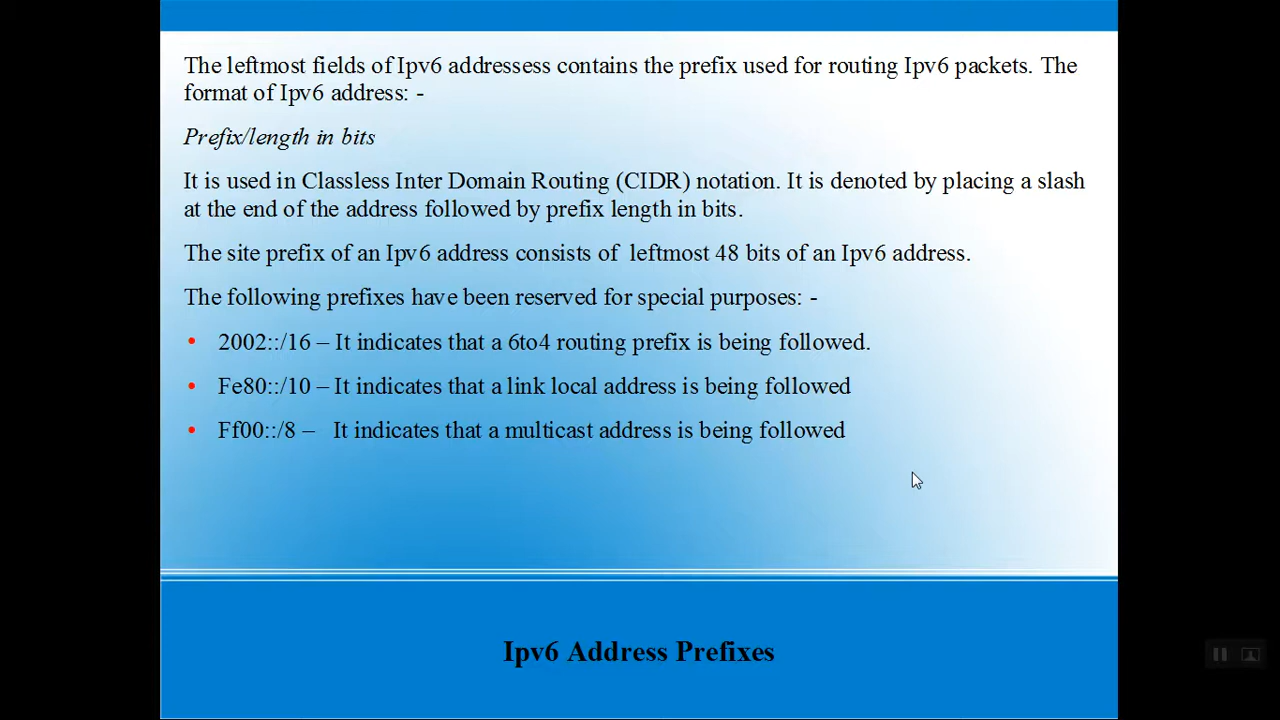 The leftmost fields of Ipv6 addressess contains the prefix used for routing Ipv6 packets. The
format of Ipv6 address: -
Prefix/length in bits
It is used in Classless Inter Domain Routing (CIDR) notation. It is denoted by placing a slash
at the end of the address followed by prefix length in bits.
The site prefix of an Ipv6 address consists of  leftmost 48 bits of an Ipv6 address.
The following prefixes have been reserved for special purposes: -
• 2002::/16 – It indicates that a 6to4 routing prefix is being followed.
• Fe80::/10 – It indicates that a link local address is being followed
• Ff00::/8 –   It indicates that a multicast address is being followed
Ipv6 Address Prefixes